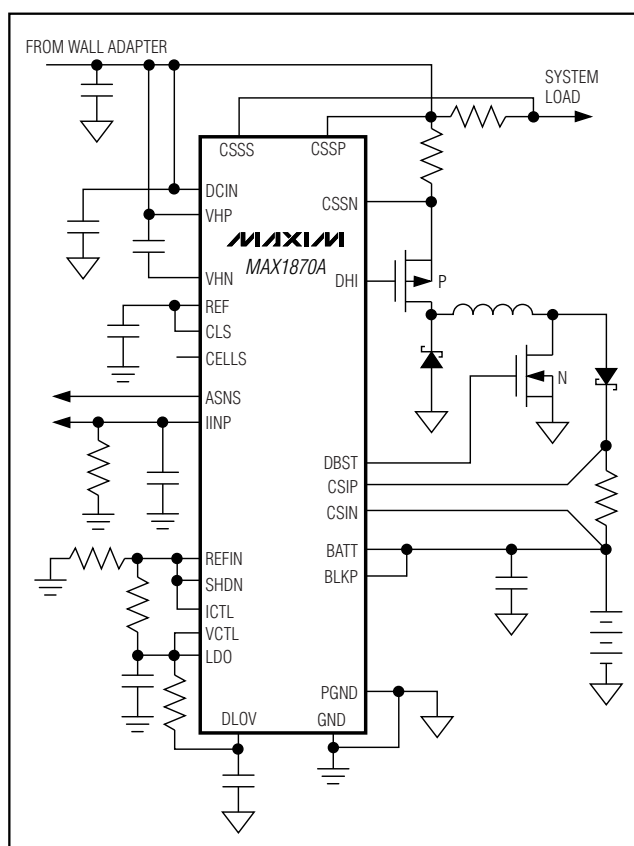 FROM WALL ADAPTER
SYSTEM
LOAD
CSSS
CSSP
DCIN
CSSN
VHP
MAXIM
MAX1870A
VHN
DHI
P
REF
CLS
CELLS
N
ASNS
IINP
DBST
CSIP
CSIN
REFIN
BATT
SHDN
BLKP
ICTL
VCTL
LDO
PGND
DLOV
GND